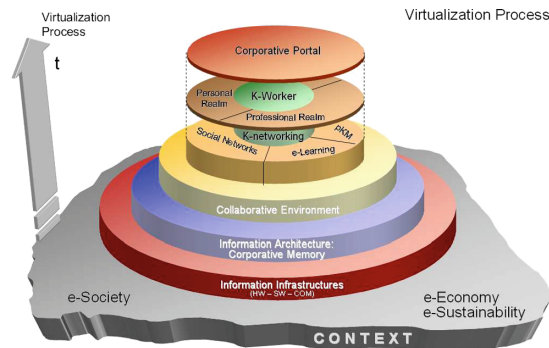 Virtualization
Process
Virtualization Process
t
Corporative Portal
Personal
Realm
K-Worker
Professional Realm
K-networking
Social Networks
e-Learning
pKM
Collaborative Environment
Information Architecture:
Corporative Memory
Information Infrastructures
(HW – SW – COM)
e-Society
e-Economy
e-Sustainability
CONTEXT